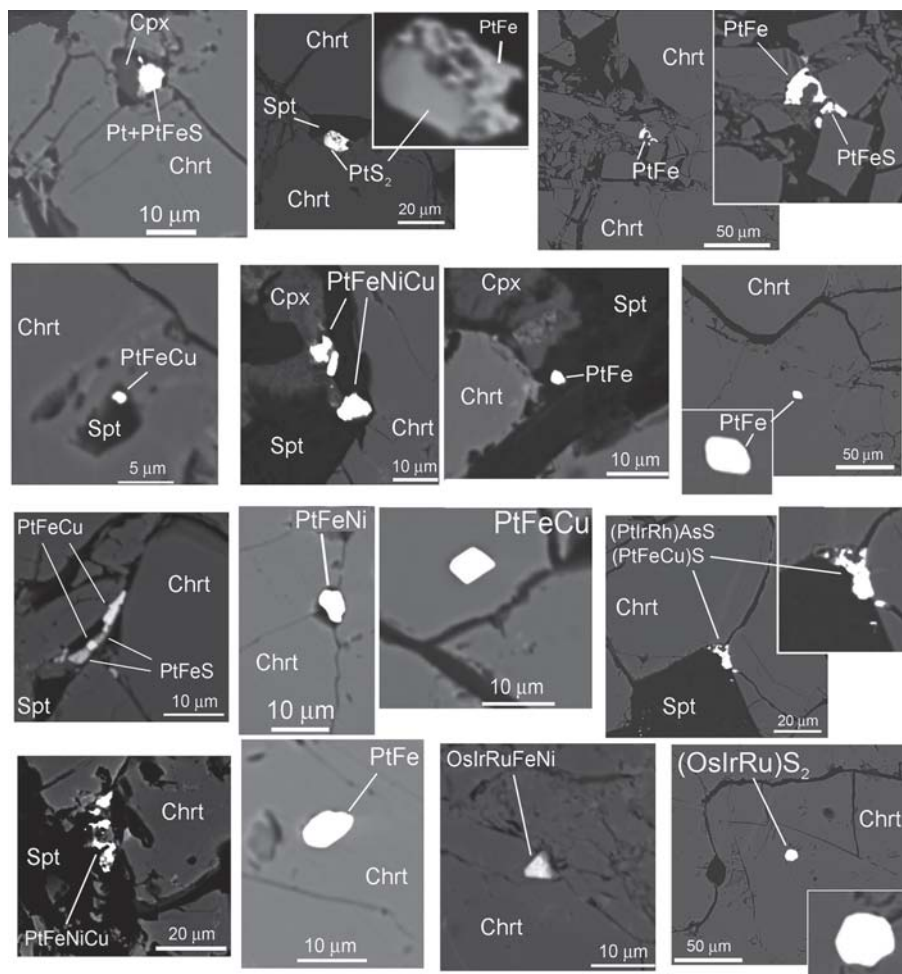 Cpx
Pt+PtFeS
Chrt
10 µm
Chrt
PtFe
Spt
PtS2
Chrt
20 µm
Chrt
PtFe
50 µm
Chrt
PtFe
PtFeS
Chrt
PtFeCu
Spt
5 µm
PtFeNiCu
Cpx
Spt
Chrt
10 µm
Cpx
Spt
PtFe
Chrt
10 µm
Chrt
PtFe
50 µm
PtFeCu
Chrt
PtFeS
Spt
10 µm
PtFeNi
Chrt
10 µm
PtFeCu
10 µm
(PtIrRh)AsS
(PtFeCu)S
Chrt
Spt
20 µm
Chrt
Spt
PtFeNiCu
20 µm
PtFe
Chrt
10 µm
OsIrRuFeNi
Chrt
10 µm
(OsIrRu)S2
Chrt
50 µm